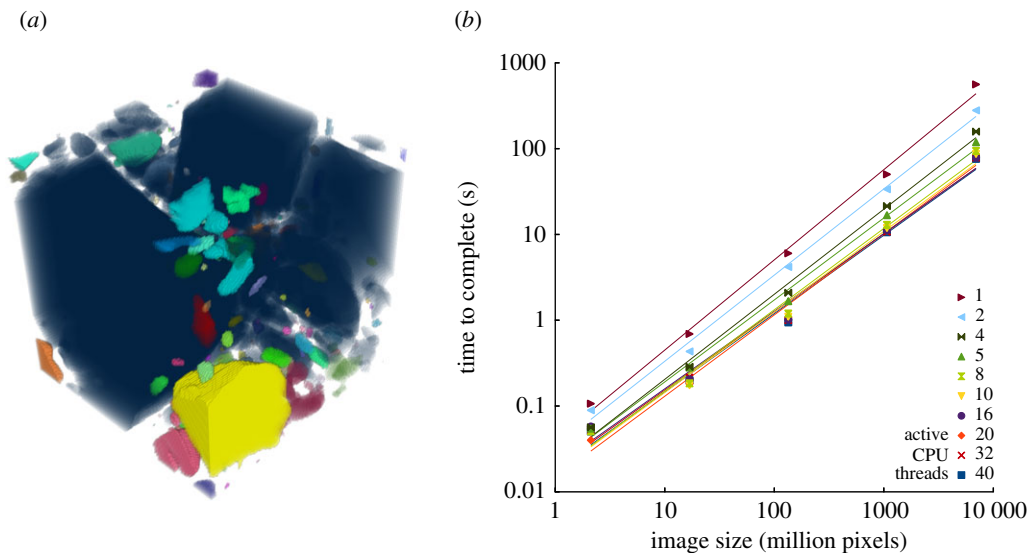 (a)
(b)
1000
100
10
1
0.1
0.01
time to complete (s)
1
10
100
1000
10 000
image size (million pixels)
1
2
4
5
8
10
16
active 20
CPU 32
threads 40